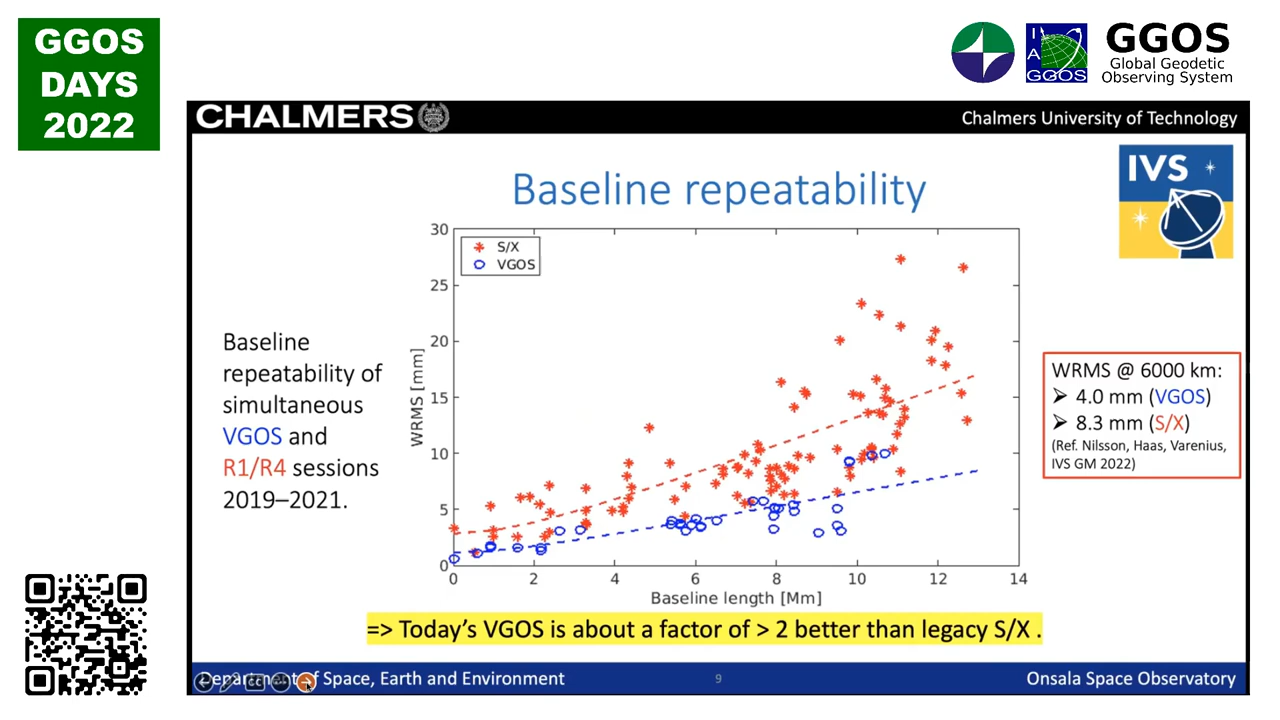 GGOS
DAYS
2022
I
A
G
GGOS
GGOS
Global Geodetic
Observing System
CHALMERS
Chalmers University of Technology
IVS
Baseline repeatability
Baseline
repeatability of
simultaneous
VGOS and
R1/R4 sessions
2019–2021.
30
25
20
15
10
5
0
WRMS [mm]
S/X
VGOS
0 2 4 6 8 10 12 14
Baseline length [Mm]
WRMS @ 6000 km:
➢ 4.0 mm (VGOS)
➢ 8.3 mm (S/X)
(Ref. Nilsson, Haas, Varenius,
IVS GM 2022)
=> Today's VGOS is about a factor of > 2 better than legacy S/X .
Department of Space, Earth and Environment
CC
9
Onsala Space Observatory